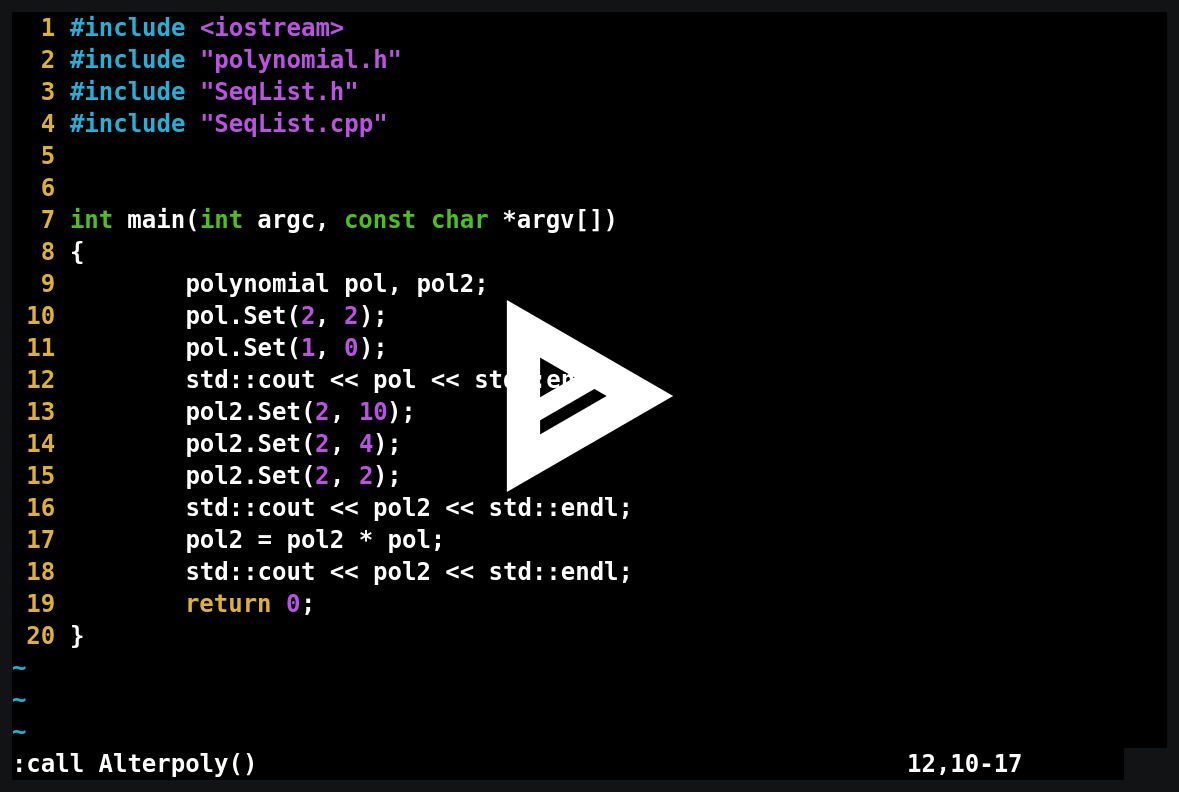 1 #include <iostream>
2 #include "polynomial.h"
3 #include "SeqList.h"
4 #include "SeqList.cpp"
5
6
7 int main(int argc, const char *argv[])
8 {
9         polynomial pol, pol2;
10         pol.Set(2, 2);
11         pol.Set(1, 0);
12         std::cout << pol <<
13         pol2.Set(2, 10);
14         pol2.Set(2, 4);
15         pol2.Set(2, 2);
16         std::cout << pol2 << std::endl;
17         pol2 = pol2 * pol;
18         std::cout << pol2 << std::endl;
19         return 0;
20 }
~
~
~
:call Alterpoly() 12,10-17